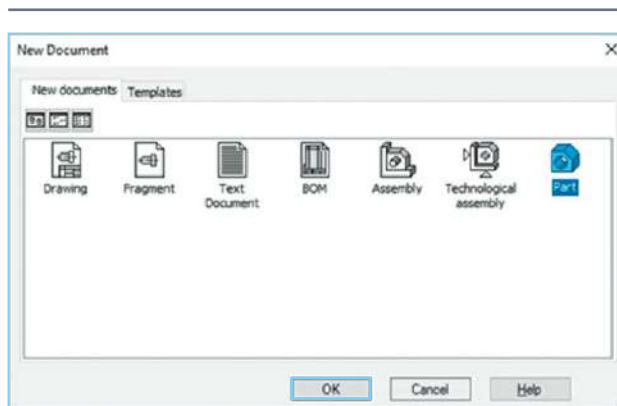 New Document
New documents Templates
Drawing Fragment Text Document BOM Assembly Technological assembly Part
OK Cancel Help